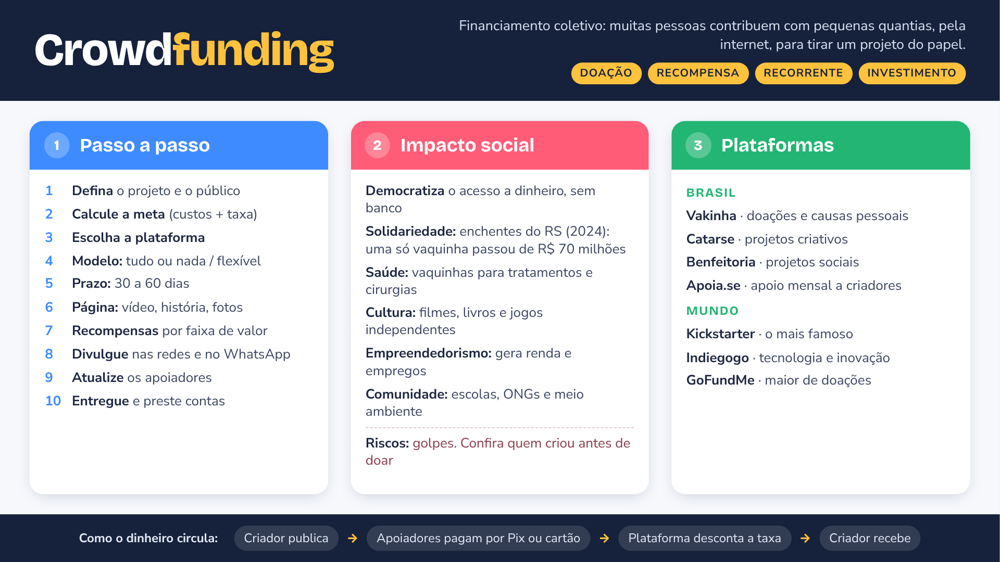 Crowdfunding
Financiamento coletivo: muitas pessoas contribuem com pequenas quantias, pela
internet, para tirar um projeto do papel.
DOAÇÃO RECOMPENSA RECORRENTE INVESTIMENTO
1 Passo a passo
1 Defina o projeto e o público
2 Calcule a meta (custos + taxa)
3 Escolha a plataforma
4 Modelo: tudo ou nada / flexível
5 Prazo: 30 a 60 dias
6 Página: vídeo, história, fotos
7 Recompensas por faixa de valor
8 Divulgue nas redes e no WhatsApp
9 Atualize os apoiadores
10 Entregue e preste contas
2 Impacto social
Democratiza o acesso a dinheiro, sem
banco
Solidariedade: enchentes do RS (2024):
uma só vaquinha passou de R$ 70 milhões
Saúde: vaquinhas para tratamentos e
cirurgias
Cultura: filmes, livros e jogos
independentes
Empreendedorismo: gera renda e
empregos
Comunidade: escolas, ONGs e meio
ambiente
Riscos: golpes. Confira quem criou antes de
doar
3 Plataformas
BRASIL
Vakinha · doações e causas pessoais
Catarse · projetos criativos
Benfeitoria · projetos sociais
Apoia.se · apoio mensal a criadores
MUNDO
Kickstarter · o mais famoso
Indiegogo · tecnologia e inovação
GoFundMe · maior de doações
Como o dinheiro circula: Criador publica → Apoiadores pagam por Pix ou cartão → Plataforma desconta a taxa → Criador recebe